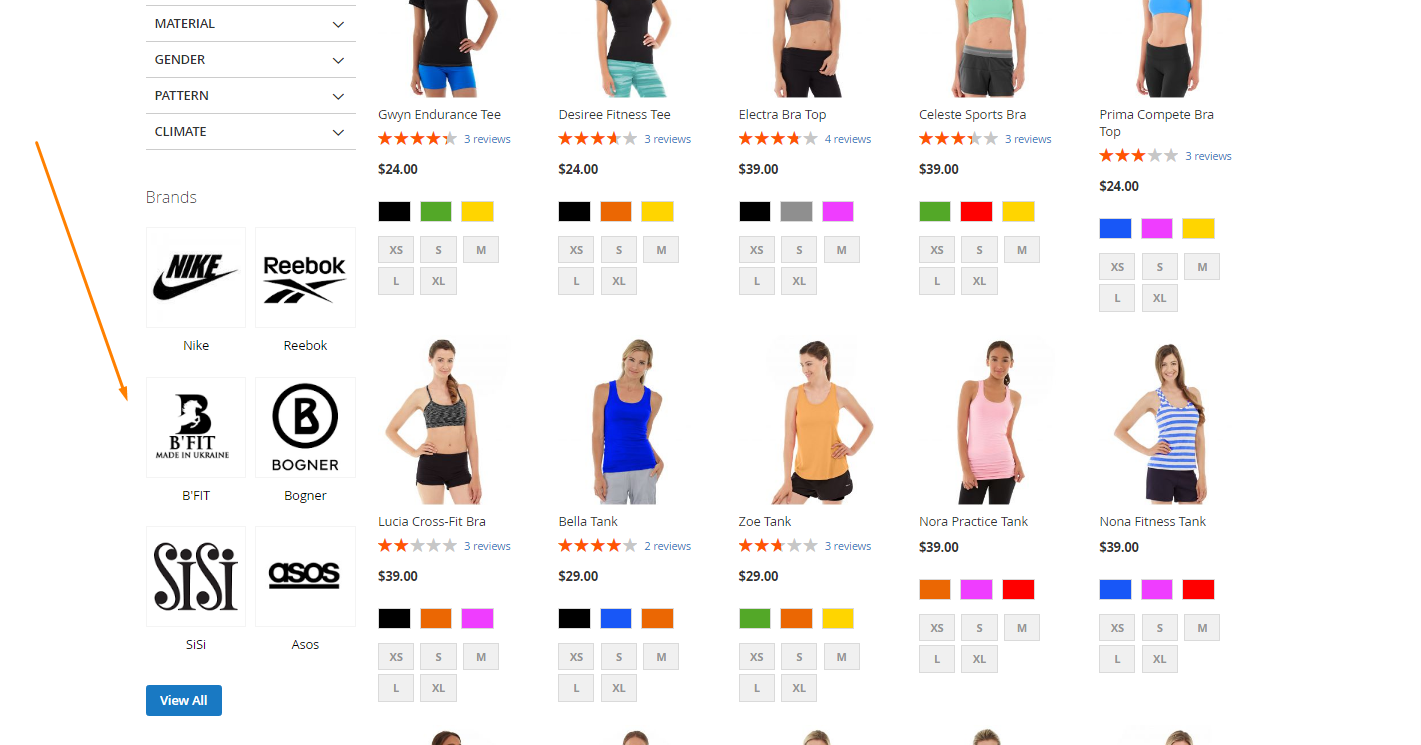 MATERIAL
GENDER
PATTERN
CLIMATE
Brands
NIKE
Reebok
Nike
Reebok
B
B'FIT
MADE IN UKRAINE
B
BOGNER
B'FIT
Bogner
SiSi
asos
SiSi
Asos
View All
Gwyn Endurance Tee
3 reviews
$24.00
XS S M
L XL
Desiree Fitness Tee
3 reviews
$24.00
XS S M
L XL
Electra Bra Top
4 reviews
$39.00
XS S M
L XL
Celeste Sports Bra
3 reviews
$39.00
XS S M
L XL
Prima Compete Bra
Top
3 reviews
$24.00
XS S M
L XL
Lucia Cross-Fit Bra
3 reviews
$39.00
XS S M
L XL
Bella Tank
2 reviews
$29.00
XS S M
L XL
Zoe Tank
3 reviews
$29.00
XS S M
L XL
Nora Practice Tank
$39.00
XS S M
L XL
Nona Fitness Tank
$39.00
XS S M
L XL